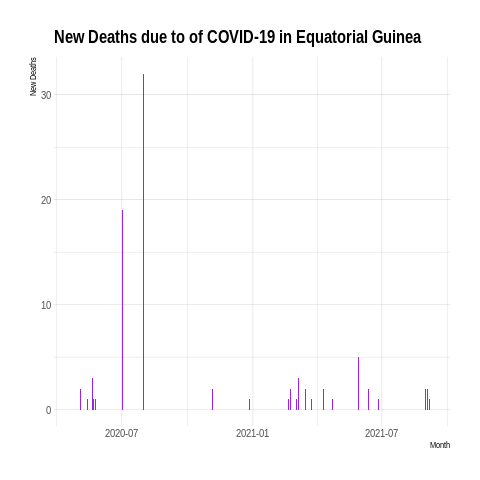 New Deaths due to of COVID-19 in Equatorial Guinea
New Deaths
30
20
10
0
2020-07 2021-01 2021-07
Month